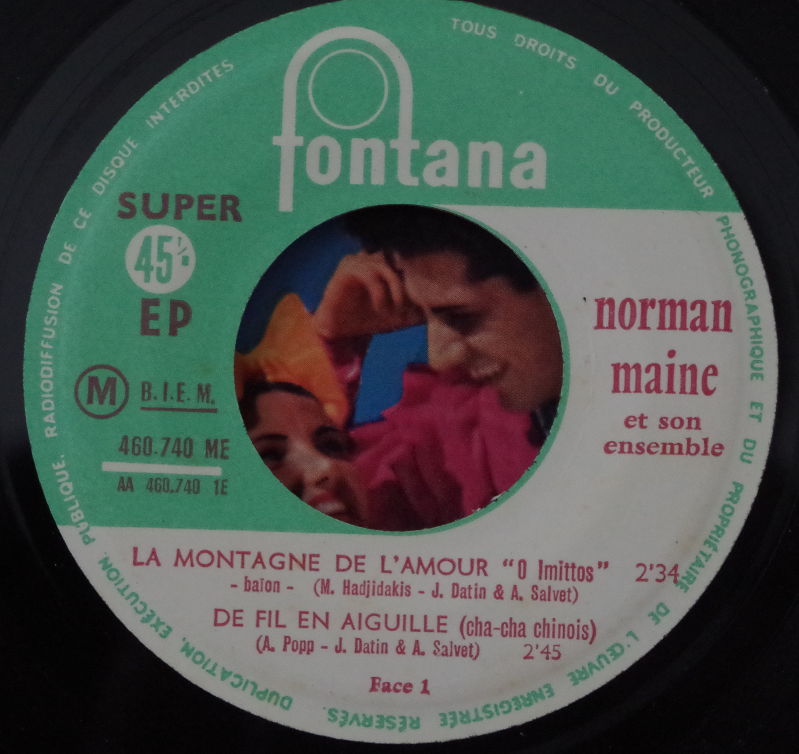 TOUS DROITS DU PRODUCTEUR PHONOGRAPHIQUE ET DU PROPRIÉTAIRE DE L'ŒUVRE ENREGISTRÉE RÉSERVÉS.
DUPLICATION, EXÉCUTION PUBLIQUE, RADIODIFFUSION DE CE DISQUE INTERDITES
fontana
SUPER
45
EP
M B.I.E.M.
460.740 ME
AA 460.740 1E
norman
maine
et son
ensemble
LA MONTAGNE DE L'AMOUR "O Imittos" 2'34
- baïon - (M. Hadjidakis - J. Datin & A. Salvet)
DE FIL EN AIGUILLE (cha-cha chinois)
(A. Popp - J. Datin & A. Salvet) 2'45
Face 1